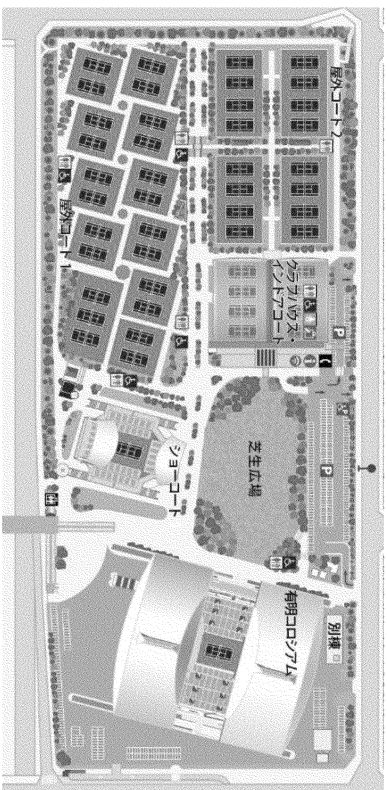 屋外コート2
屋外コート1
クラブハウス・
インドアコート
P
P
ショーコート
芝生広場
有明コロシアム
別棟